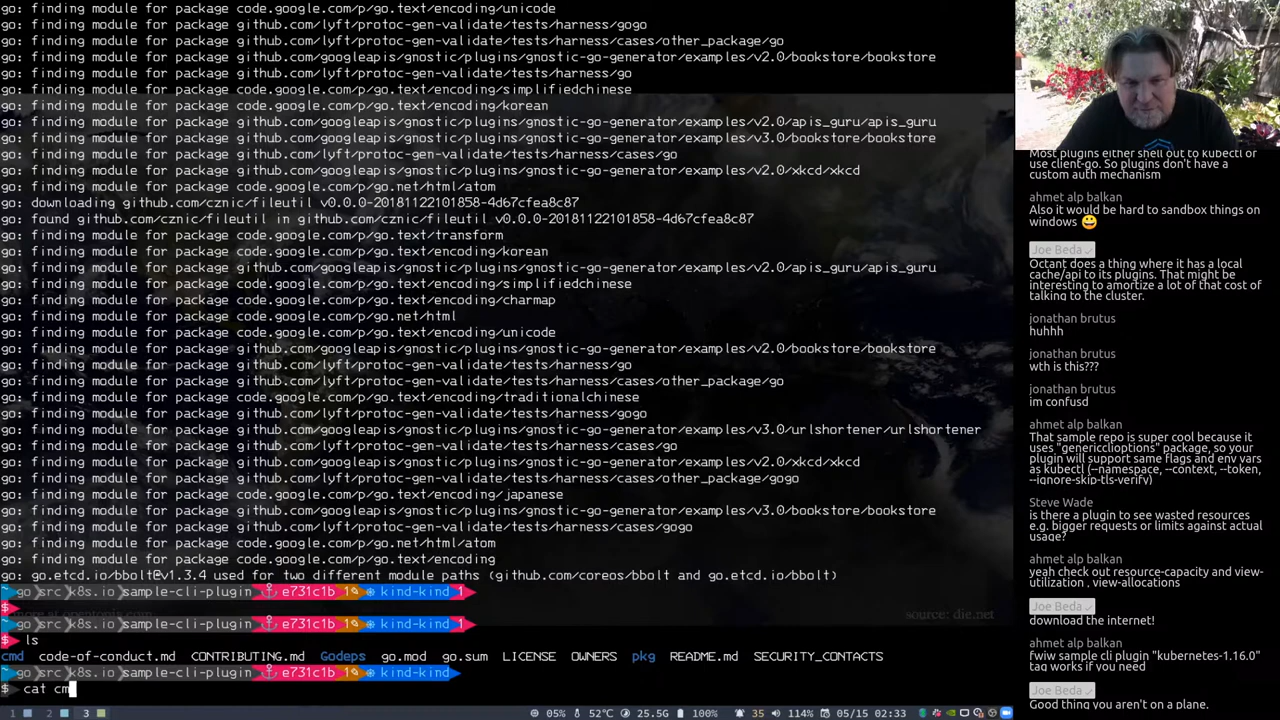 go: finding module for package code.google.com/p/go.text/encoding/unicode
go: finding module for package github.com/lyft/protoc-gen-validate/tests/harness/gogo
go: finding module for package github.com/lyft/protoc-gen-validate/tests/harness/cases/other_package/go
go: finding module for package github.com/googleapis/gnostic/plugins/gnostic-go-generator/examples/v2.0/bookstore/bookstore
go: finding module for package github.com/lyft/protoc-gen-validate/tests/harness/go
go: finding module for package code.google.com/p/go.text/encoding/simplifiedchinese
go: finding module for package code.google.com/p/go.text/encoding/korean
go: finding module for package github.com/googleapis/gnostic/plugins/gnostic-go-generator/examples/v2.0/apis_guru/apis_guru
go: finding module for package github.com/googleapis/gnostic/plugins/gnostic-go-generator/examples/v3.0/bookstore/bookstore
go: finding module for package github.com/lyft/protoc-gen-validate/tests/harness/cases/go
go: finding module for package github.com/googleapis/gnostic/plugins/gnostic-go-generator/examples/v2.0/xkcd/xkcd
go: finding module for package code.google.com/p/go.net/html/atom
go: downloading github.com/cznic/fileutil v0.0.0-20181122101858-4d67cfea8c87
go: found github.com/cznic/fileutil in github.com/cznic/fileutil v0.0.0-20181122101858-4d67cfea8c87
go: finding module for package code.google.com/p/go.text/transform
go: finding module for package code.google.com/p/go.text/encoding/korean
go: finding module for package github.com/googleapis/gnostic/plugins/gnostic-go-generator/examples/v2.0/apis_guru/apis_guru
go: finding module for package code.google.com/p/go.text/encoding/simplifiedchinese
go: finding module for package code.google.com/p/go.text/encoding/charmap
go: finding module for package code.google.com/p/go.net/html
go: finding module for package code.google.com/p/go.text/encoding/unicode
go: finding module for package github.com/googleapis/gnostic/plugins/gnostic-go-generator/examples/v2.0/bookstore/bookstore
go: finding module for package github.com/lyft/protoc-gen-validate/tests/harness/go
go: finding module for package github.com/lyft/protoc-gen-validate/tests/harness/cases/other_package/go
go: finding module for package code.google.com/p/go.text/encoding/traditionalchinese
go: finding module for package github.com/lyft/protoc-gen-validate/tests/harness/gogo
go: finding module for package github.com/googleapis/gnostic/plugins/gnostic-go-generator/examples/v3.0/urlshortener/urlshortener
go: finding module for package github.com/lyft/protoc-gen-validate/tests/harness/cases/go
go: finding module for package github.com/googleapis/gnostic/plugins/gnostic-go-generator/examples/v2.0/xkcd/xkcd
go: finding module for package github.com/lyft/protoc-gen-validate/tests/harness/cases/other_package/gogo
go: finding module for package code.google.com/p/go.text/encoding/japanese
go: finding module for package github.com/googleapis/gnostic/plugins/gnostic-go-generator/examples/v3.0/bookstore/bookstore
go: finding module for package github.com/lyft/protoc-gen-validate/tests/harness/cases/gogo
go: finding module for package code.google.com/p/go.net/html/atom
go: finding module for package code.google.com/p/go.text/encoding
go: go.etcd.io/bbolt@v1.3.4 used for two different module paths (github.com/coreos/bbolt and go.etcd.io/bbolt)
~ go src k8s.io sample-cli-plugin e731c1b 1 kind-kind 1
$
source: die.net
~ go src k8s.io sample-cli-plugin e731c1b 1 kind-kind 1
$ ls
cmd code-of-conduct.md CONTRIBUTING.md Godeps go.mod go.sum LICENSE OWNERS pkg README.md SECURITY_CONTACTS
~ go src k8s.io sample-cli-plugin e731c1b 1 kind-kind
$ cat cm
1 2 3 05% 52°C 25.5G 100% 35 114% 05/15 02:33
Most plugins either shell out to kubectl or
use client-go. So plugins don't have a
custom auth mechanism
ahmet alp balkan
Also it would be hard to sandbox things on
windows 😀
Joe Beda ✓
Octant does a thing where it has a local
cache/api to its plugins. That might be
interesting to amortize a lot of that cost of
talking to the cluster.
jonathan brutus
huhhh
jonathan brutus
wth is this???
jonathan brutus
im confusd
ahmet alp balkan
That sample repo is super cool because it
uses "genericclioptions" package, so your
plugin will support same flags and env vars
as kubectl (--namespace, --context, --token,
--ignore-skip-tls-verify)
Steve Wade
is there a plugin to see wasted resources
e.g. bigger requests or limits against actual
usage?
ahmet alp balkan
yeah check out resource-capacity and view-
utilization , view-allocations
Joe Beda ✓
download the internet!
ahmet alp balkan
fwiw sample cli plugin "kubernetes-1.16.0"
tag works if you need
Joe Beda ✓
Good thing you aren't on a plane.